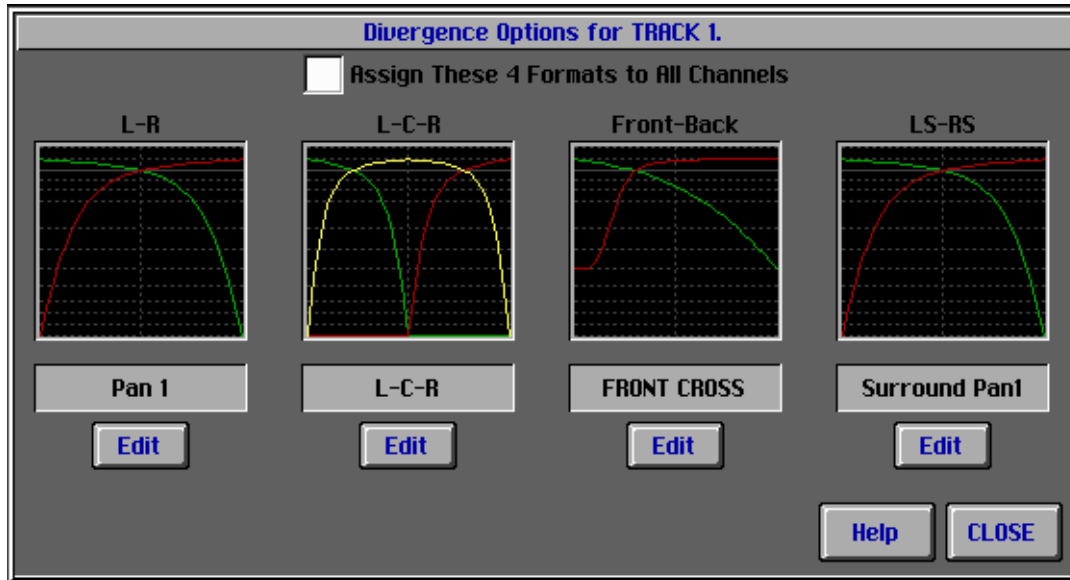 Divergence Options for TRACK 1.
Assign These 4 Formats to All Channels
L-R
L-C-R
Front-Back
LS-RS
Pan 1
L-C-R
FRONT CROSS
Surround Pan1
Edit
Edit
Edit
Edit
Help
CLOSE